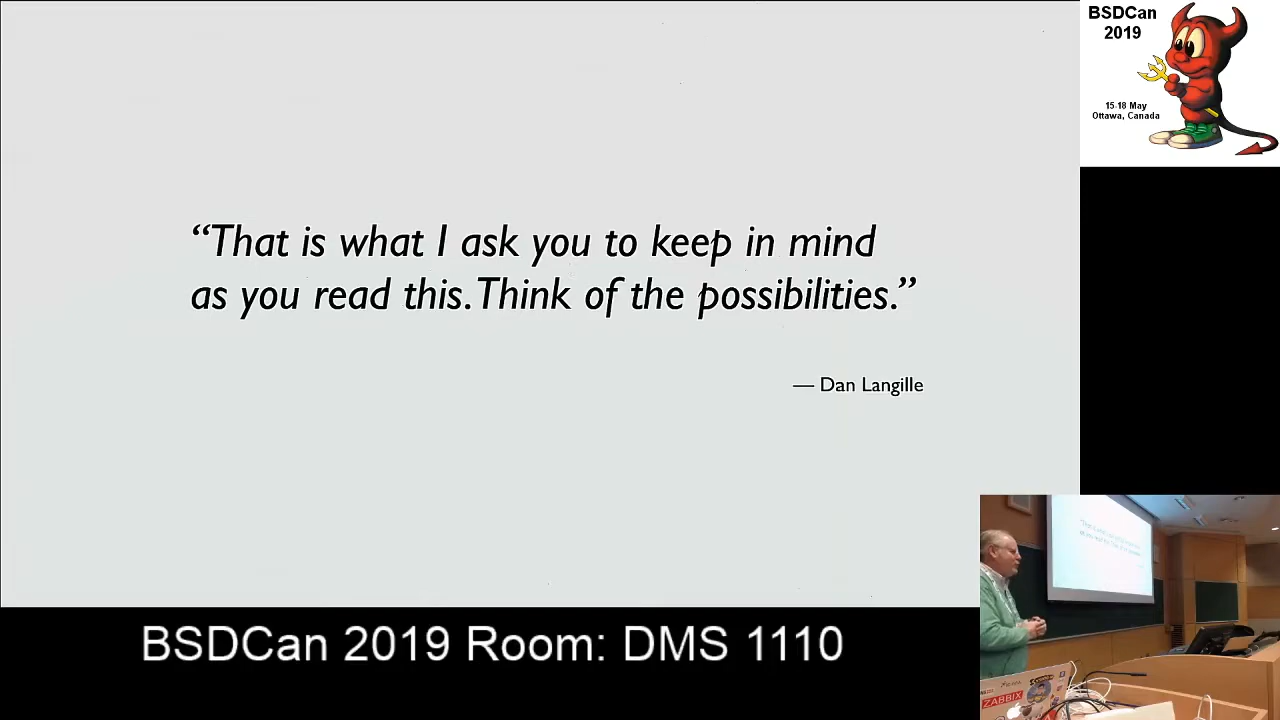 BSDCan
2019
15-18 May
Ottawa, Canada
“That is what I ask you to keep in mind
as you read this. Think of the possibilities.”
— Dan Langille
BSDCan 2019 Room: DMS 1110
ZABBIX